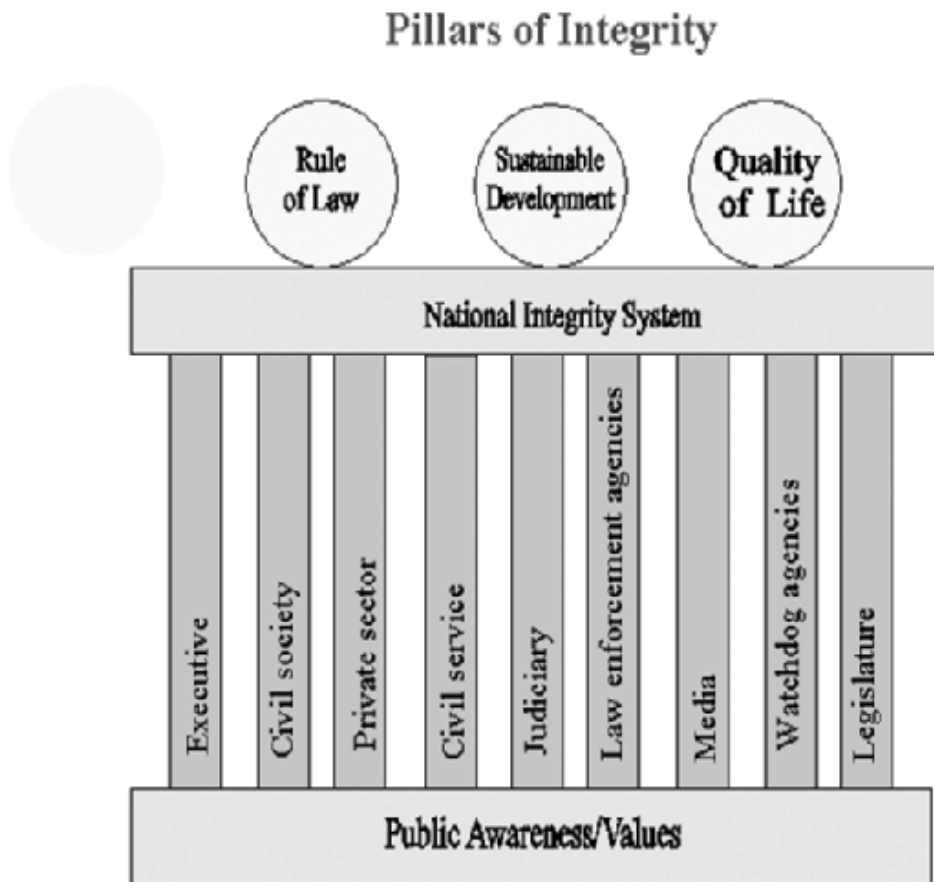 Pillars of Integrity
Rule
of Law
Sustainable
Development
Quality
of Life
National Integrity System
Executive
Civil society
Private sector
Civil service
Judiciary
Law enforcement agencies
Media
Watchdog agencies
Legislature
Public Awareness/Values